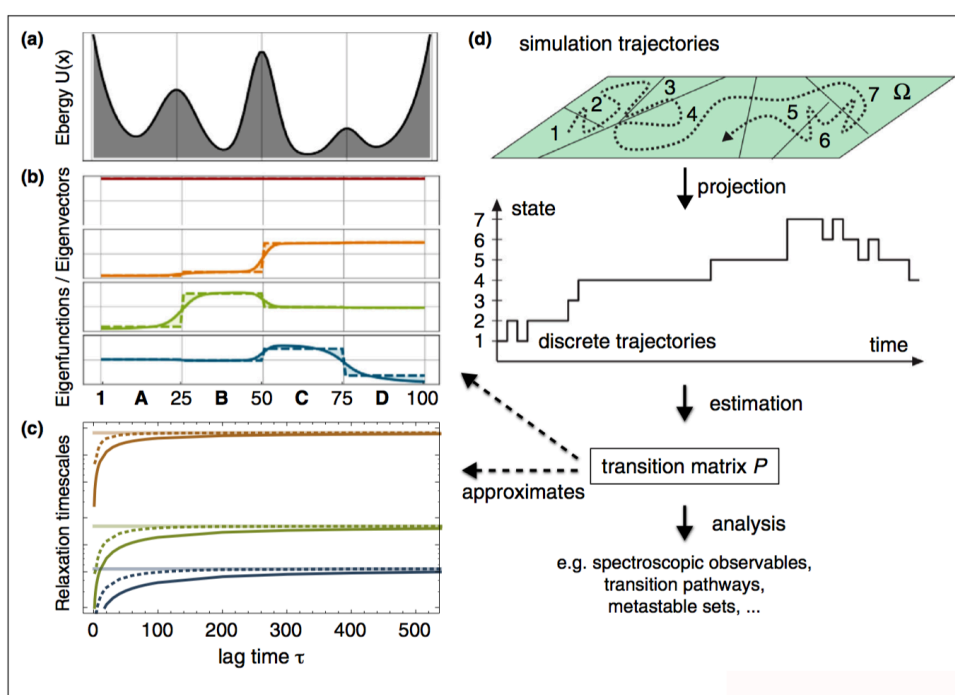 (a)
Ebergy U(x)
(b)
Eigenfunctions / Eigenvectors
1 A 25 B 50 C 75 D 100
(c)
Relaxation timescales
0 100 200 300 400 500
lag time τ
(d) simulation trajectories
1 2 3 4 5 6 7 Ω
projection
state
7
6
5
4
3
2
1
discrete trajectories
time
estimation
transition matrix P
approximates
analysis
e.g. spectroscopic observables,
transition pathways,
metastable sets, ...